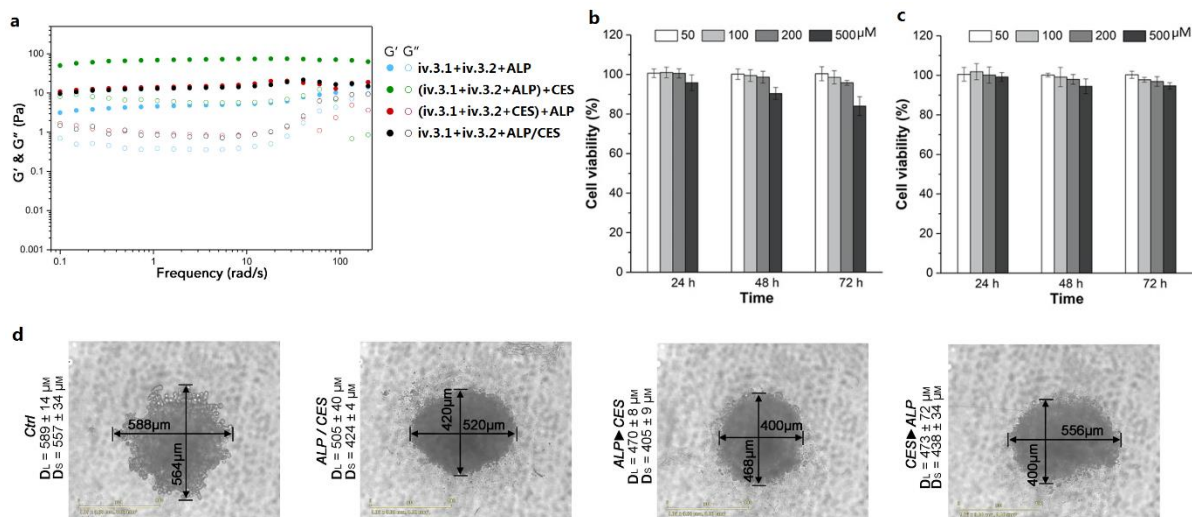 a
G' & G" (Pa)
100
10
1
0.1
0.01
0.001
0.1
1
10
100
Frequency (rad/s)
G' G"
iv.3.1+iv.3.2+ALP
(iv.3.1+iv.3.2+ALP)+CES
(iv.3.1+iv.3.2+CES)+ALP
iv.3.1+iv.3.2+ALP/CES
b
50 100 200 500 μM
Cell viability (%)
120
100
80
60
40
20
0
24 h 48 h 72 h
Time
c
50 100 200 500 μM
Cell viability (%)
120
100
80
60
40
20
0
24 h 48 h 72 h
Time
d
Ctrl
DL = 589 ± 14 μM
DS = 557 ± 34 μM
588μm
564μm
ALP / CES
DL = 505 ± 40 μM
DS = 424 ± 4 μM
420μm
520μm
ALP▶CES
DL = 470 ± 8 μM
DS = 405 ± 9 μM
400μm
468μm
CES▶ALP
DL = 473 ± 72 μM
DS = 438 ± 34 μM
556μm
400μm